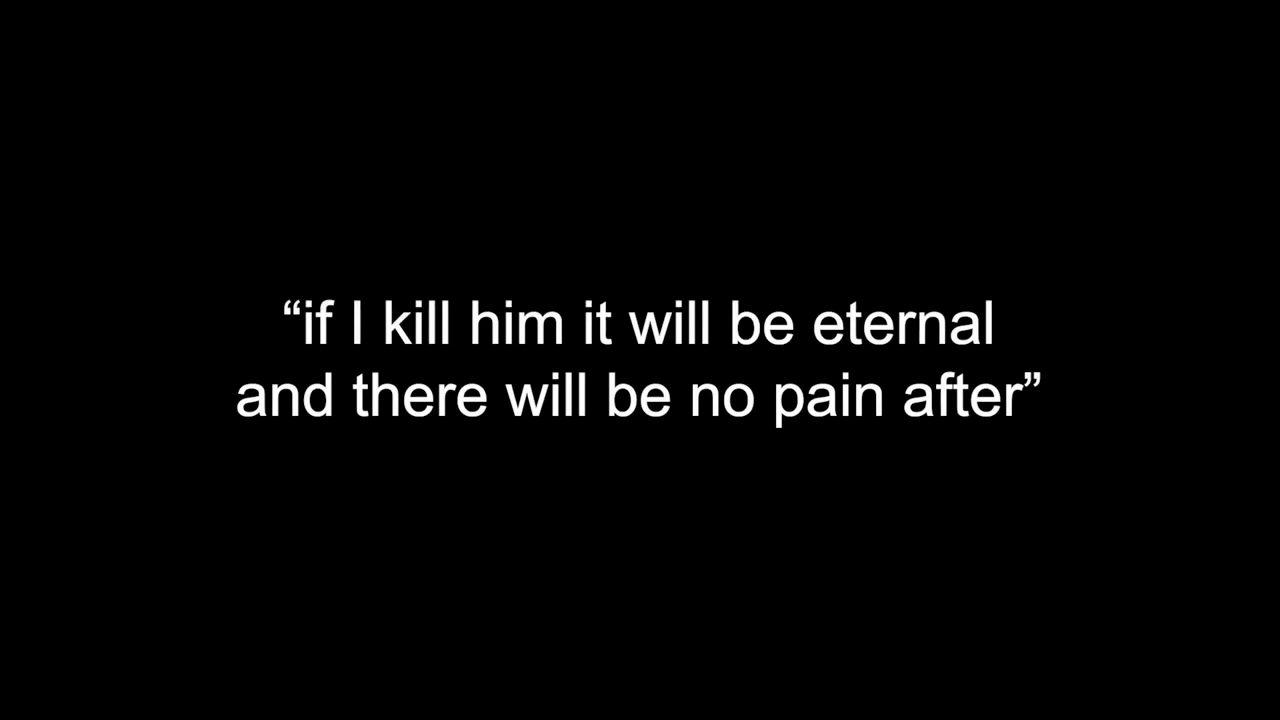 “if I kill him it will be eternal
and there will be no pain after”